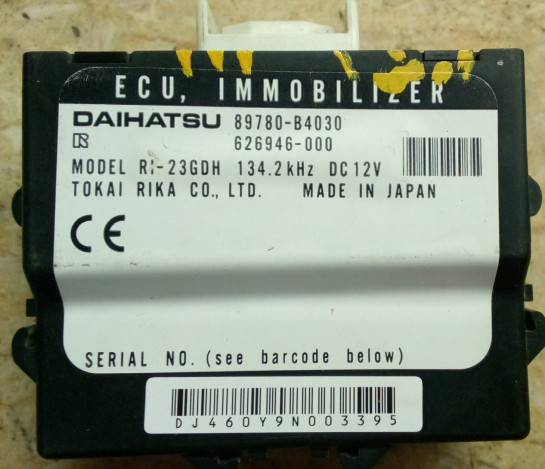 ECU, IMMOBILIZER
DAIHATSU 89780-B4030
626946-000
MODEL RI-23GDH 134.2kHz DC12V
TOKAI RIKA CO., LTD. MADE IN JAPAN
CE
SERIAL NO. (see barcode below)
DJ460Y9N003395